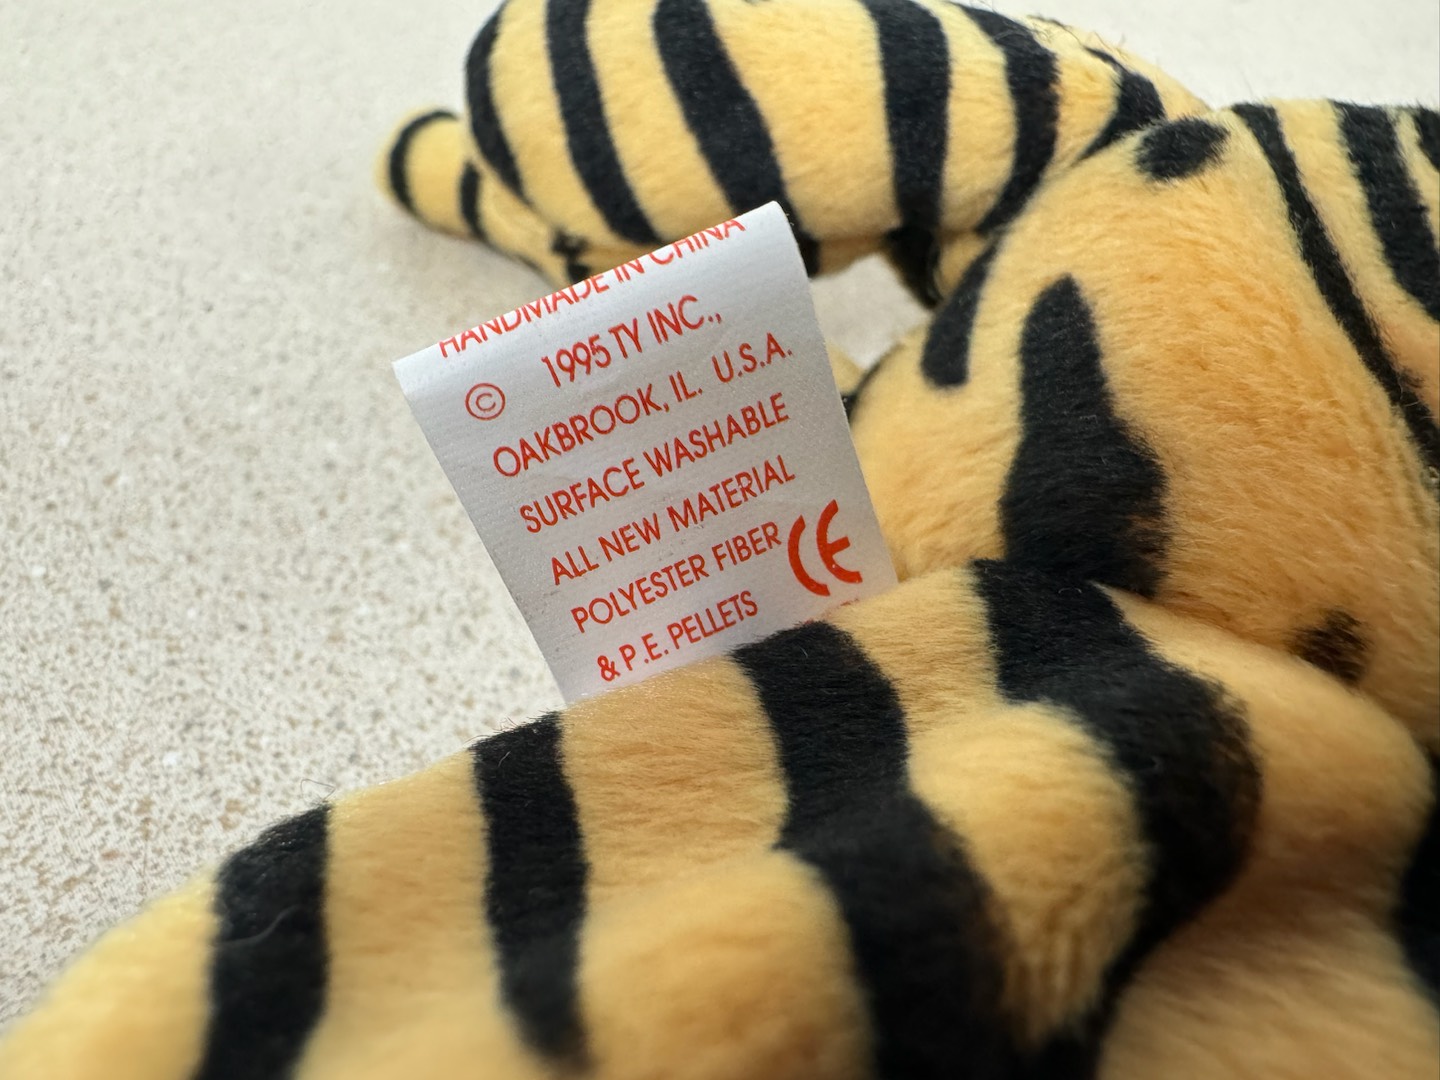 HANDMADE IN CHINA
© 1995 TY INC.,
OAKBROOK, IL. U.S.A.
SURFACE WASHABLE
ALL NEW MATERIAL
POLYESTER FIBER
& P.E. PELLETS
CE